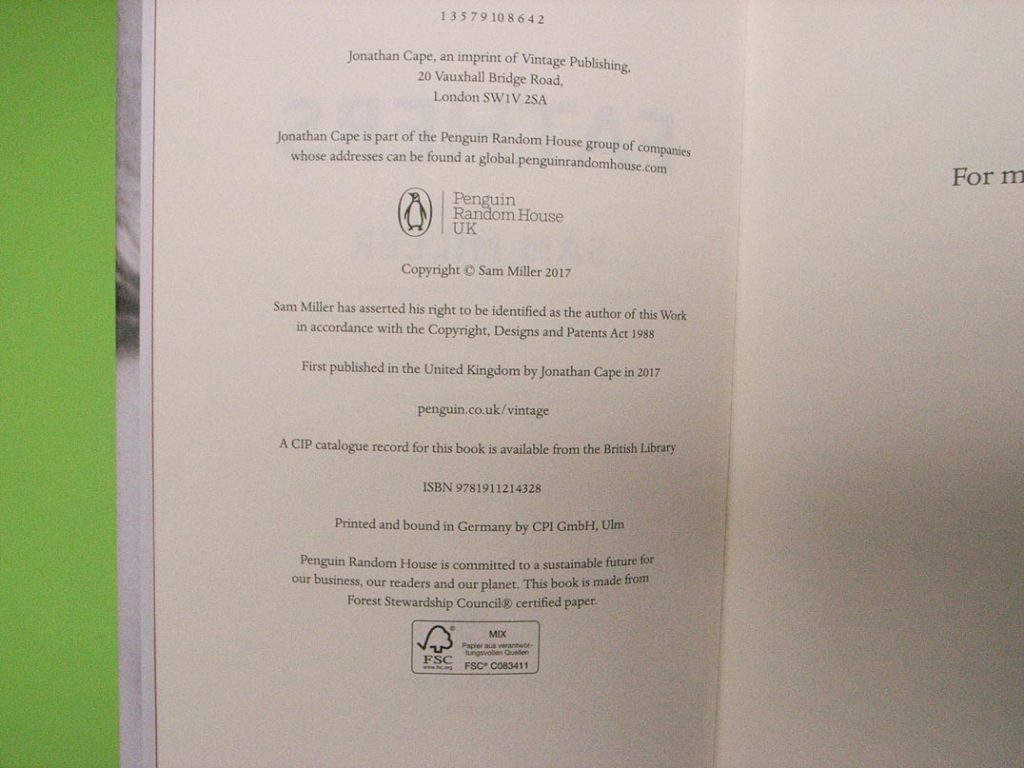 1 3 5 7 9 10 8 6 4 2
Jonathan Cape, an imprint of Vintage Publishing,
20 Vauxhall Bridge Road,
London SW1V 2SA
Jonathan Cape is part of the Penguin Random House group of companies
whose addresses can be found at global.penguinrandomhouse.com
Penguin
Random House
UK
Copyright © Sam Miller 2017
Sam Miller has asserted his right to be identified as the author of this Work
in accordance with the Copyright, Designs and Patents Act 1988
First published in the United Kingdom by Jonathan Cape in 2017
penguin.co.uk/vintage
A CIP catalogue record for this book is available from the British Library
ISBN 9781911214328
Printed and bound in Germany by CPI GmbH, Ulm
Penguin Random House is committed to a sustainable future for
our business, our readers and our planet. This book is made from
Forest Stewardship Council® certified paper.
FSC
www.fsc.org
MIX
Papier aus verantwor-
tungsvollen Quellen
FSC® C083411
For m